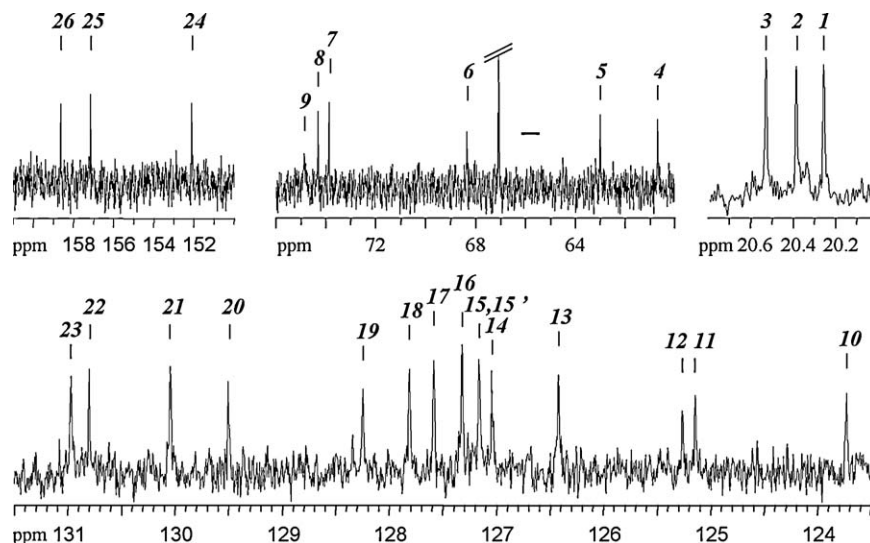 26 25 24
9 8 7 6 5 4
3 2 1
ppm 158 156 154 152
ppm 72 68 64
ppm 20.6 20.4 20.2
23 22 21 20 19 18 17 16 15,15' 14 13 12 11 10
ppm 131 130 129 128 127 126 125 124